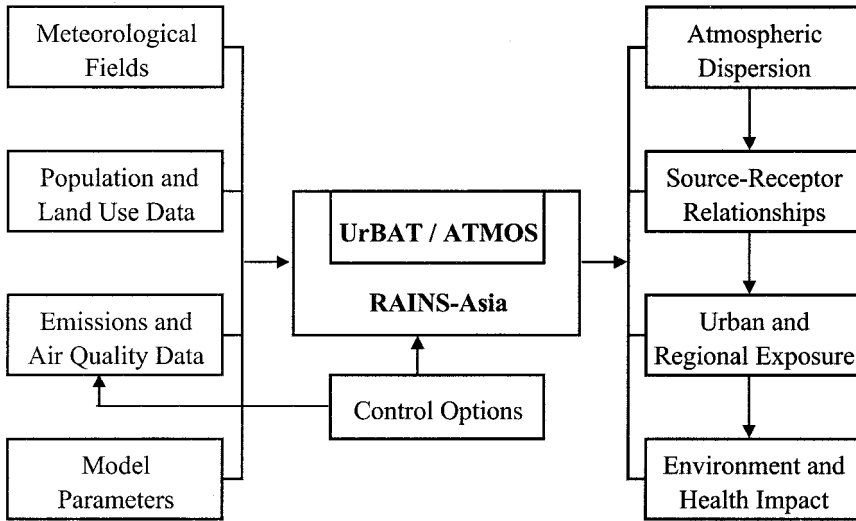 Meteorological
Fields
Population and
Land Use Data
Emissions and
Air Quality Data
Model
Parameters
UrBAT / ATMOS
RAINS-Asia
Control Options
Atmospheric
Dispersion
Source-Receptor
Relationships
Urban and
Regional Exposure
Environment and
Health Impact